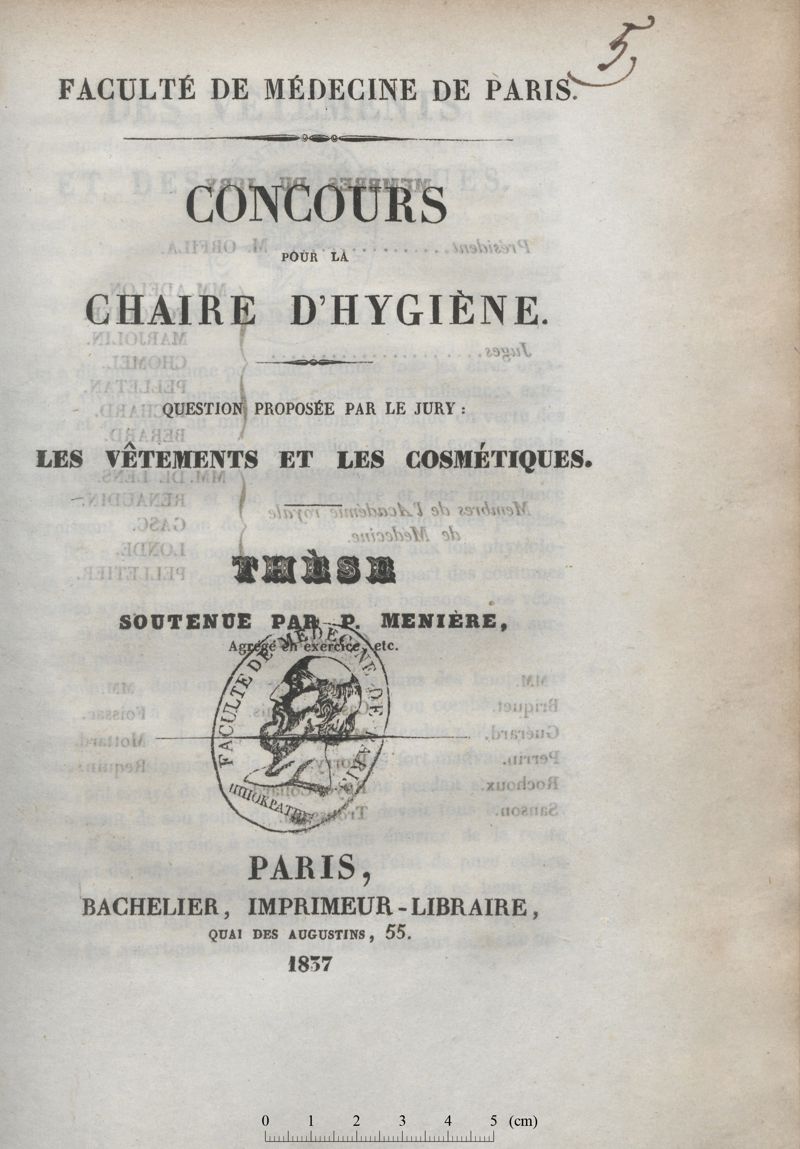 5
FACULTÉ DE MÉDECINE DE PARIS.
CONCOURS
POUR LA
CHAIRE D'HYGIÈNE.
QUESTION PROPOSÉE PAR LE JURY :
LES VÊTEMENTS ET LES COSMÉTIQUES.
THÈSE
SOUTENUE PAR P. MENIÈRE,
Agrégé en exercice, etc.
FACULTE DE MEDECINE DE PARIS
ΙΠΠΟΚΡΑΤΗΣ
PARIS,
BACHELIER, IMPRIMEUR-LIBRAIRE,
QUAI DES AUGUSTINS, 55.
1837
0 1 2 3 4 5 (cm)